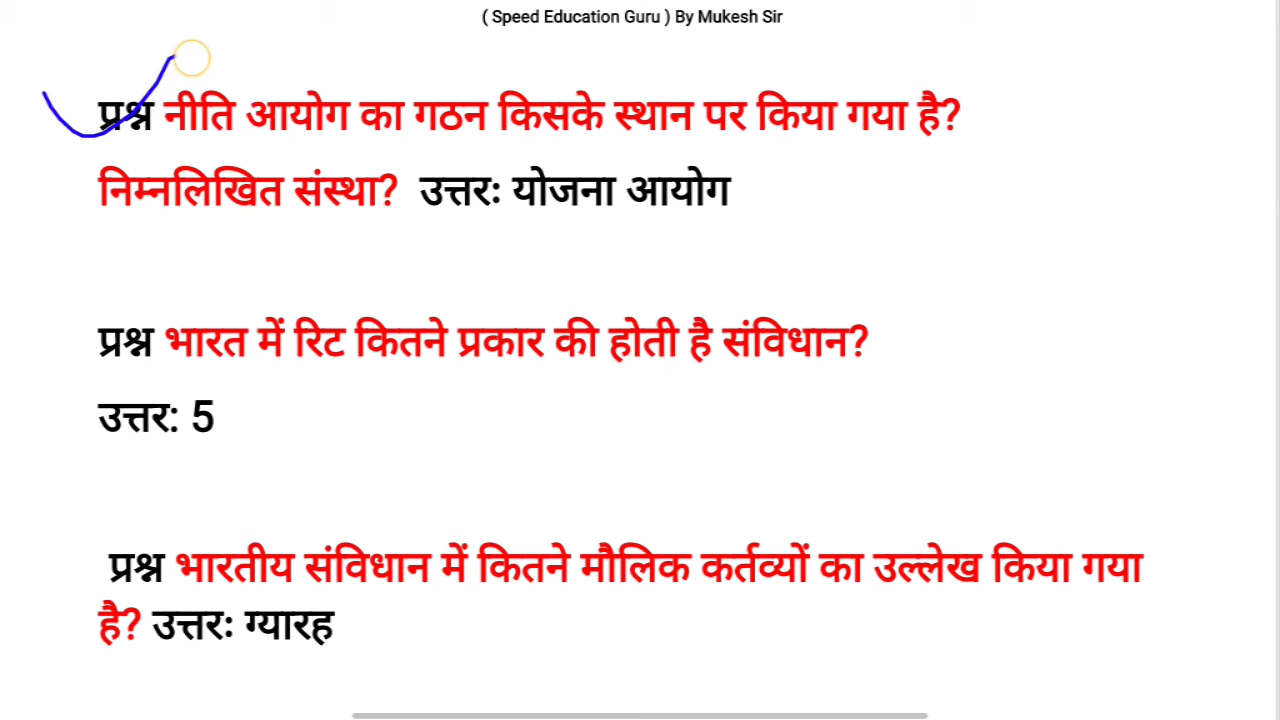 ( Speed Education Guru ) By Mukesh Sir
प्रश्न नीति आयोग का गठन किसके स्थान पर किया गया है?
निम्नलिखित संस्था? उत्तरः योजना आयोग
प्रश्न भारत में रिट कितने प्रकार की होती है संविधान?
उत्तर: 5
प्रश्न भारतीय संविधान में कितने मौलिक कर्तव्यों का उल्लेख किया गया
है? उत्तरः ग्यारह